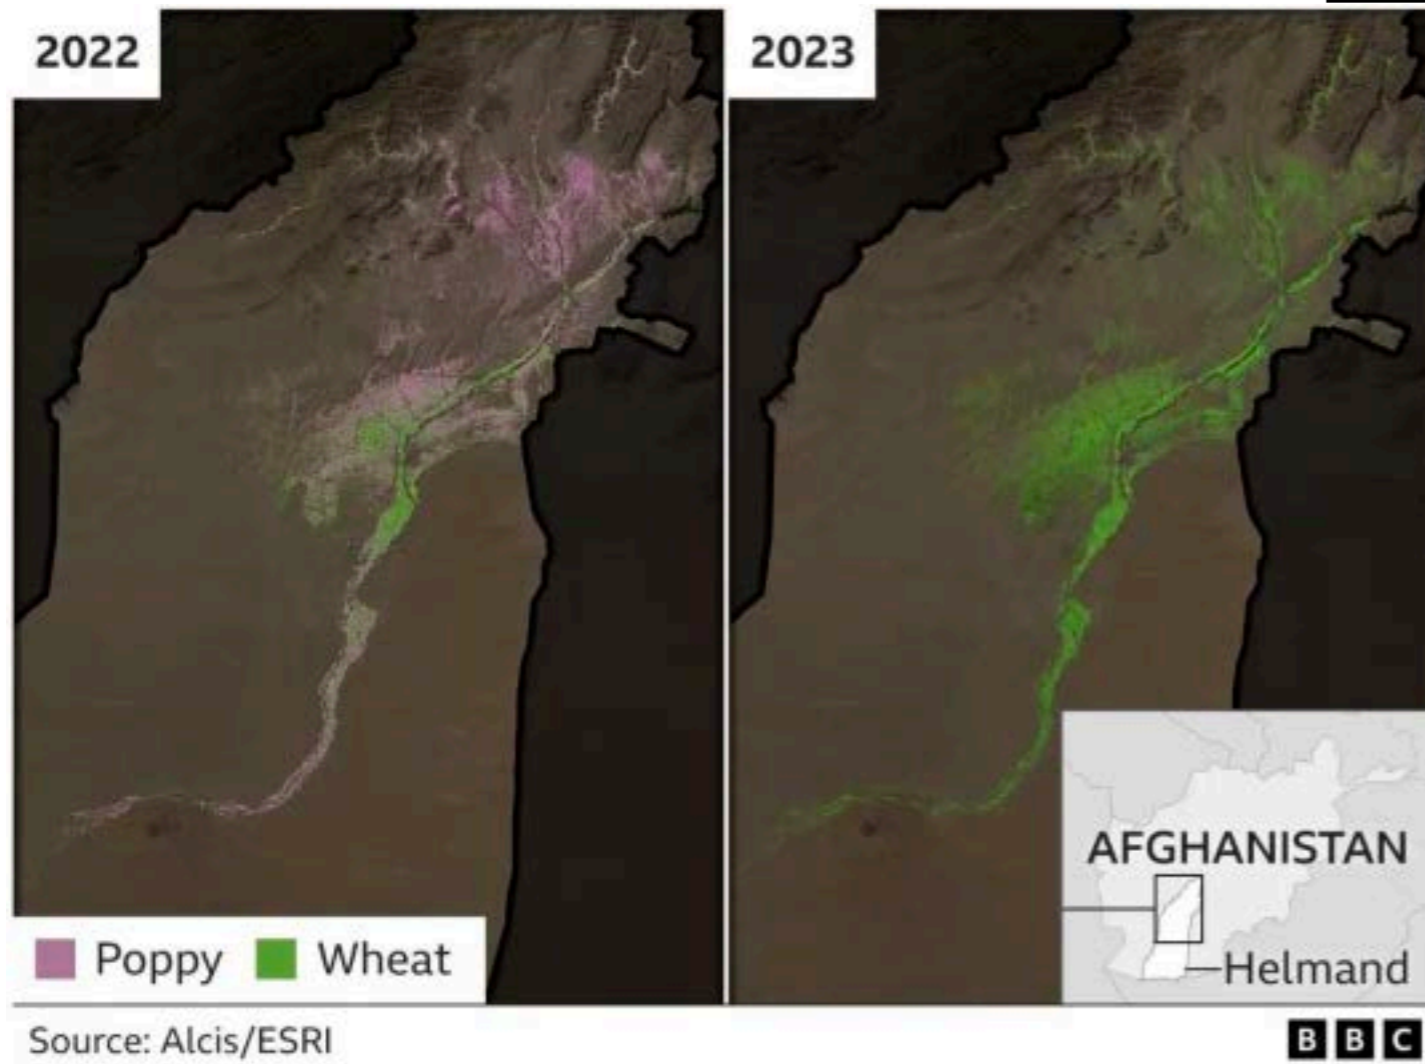 2022
2023
AFGHANISTAN
Helmand
Poppy
Wheat
Source: Alcis/ESRI
BBC